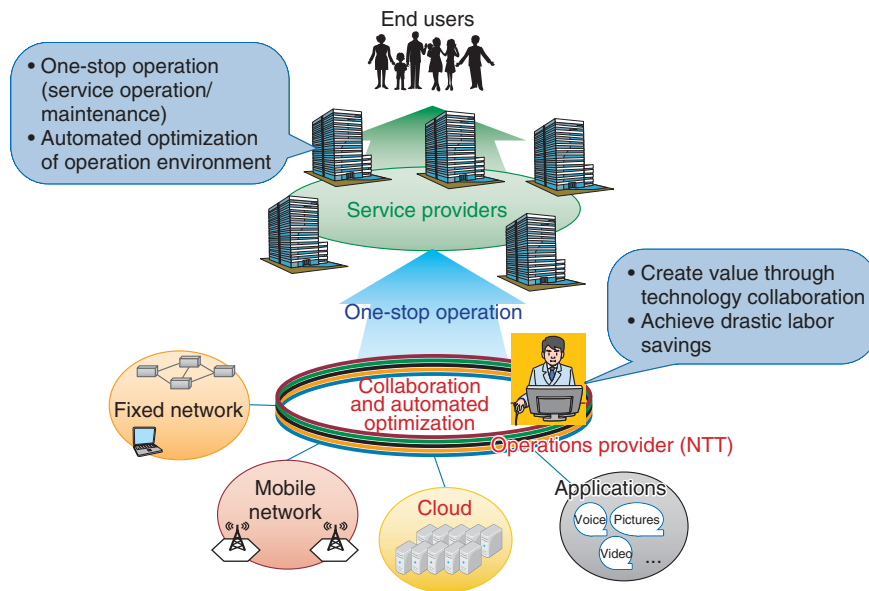 End users
• One-stop operation
(service operation/
maintenance)
• Automated optimization
of operation environment
Service providers
• Create value through
technology collaboration
• Achieve drastic labor
savings
One-stop operation
Collaboration
and automated
optimization
Fixed network
Operations provider (NTT)
Mobile
network
Cloud
Applications
Voice
Pictures
Video
...